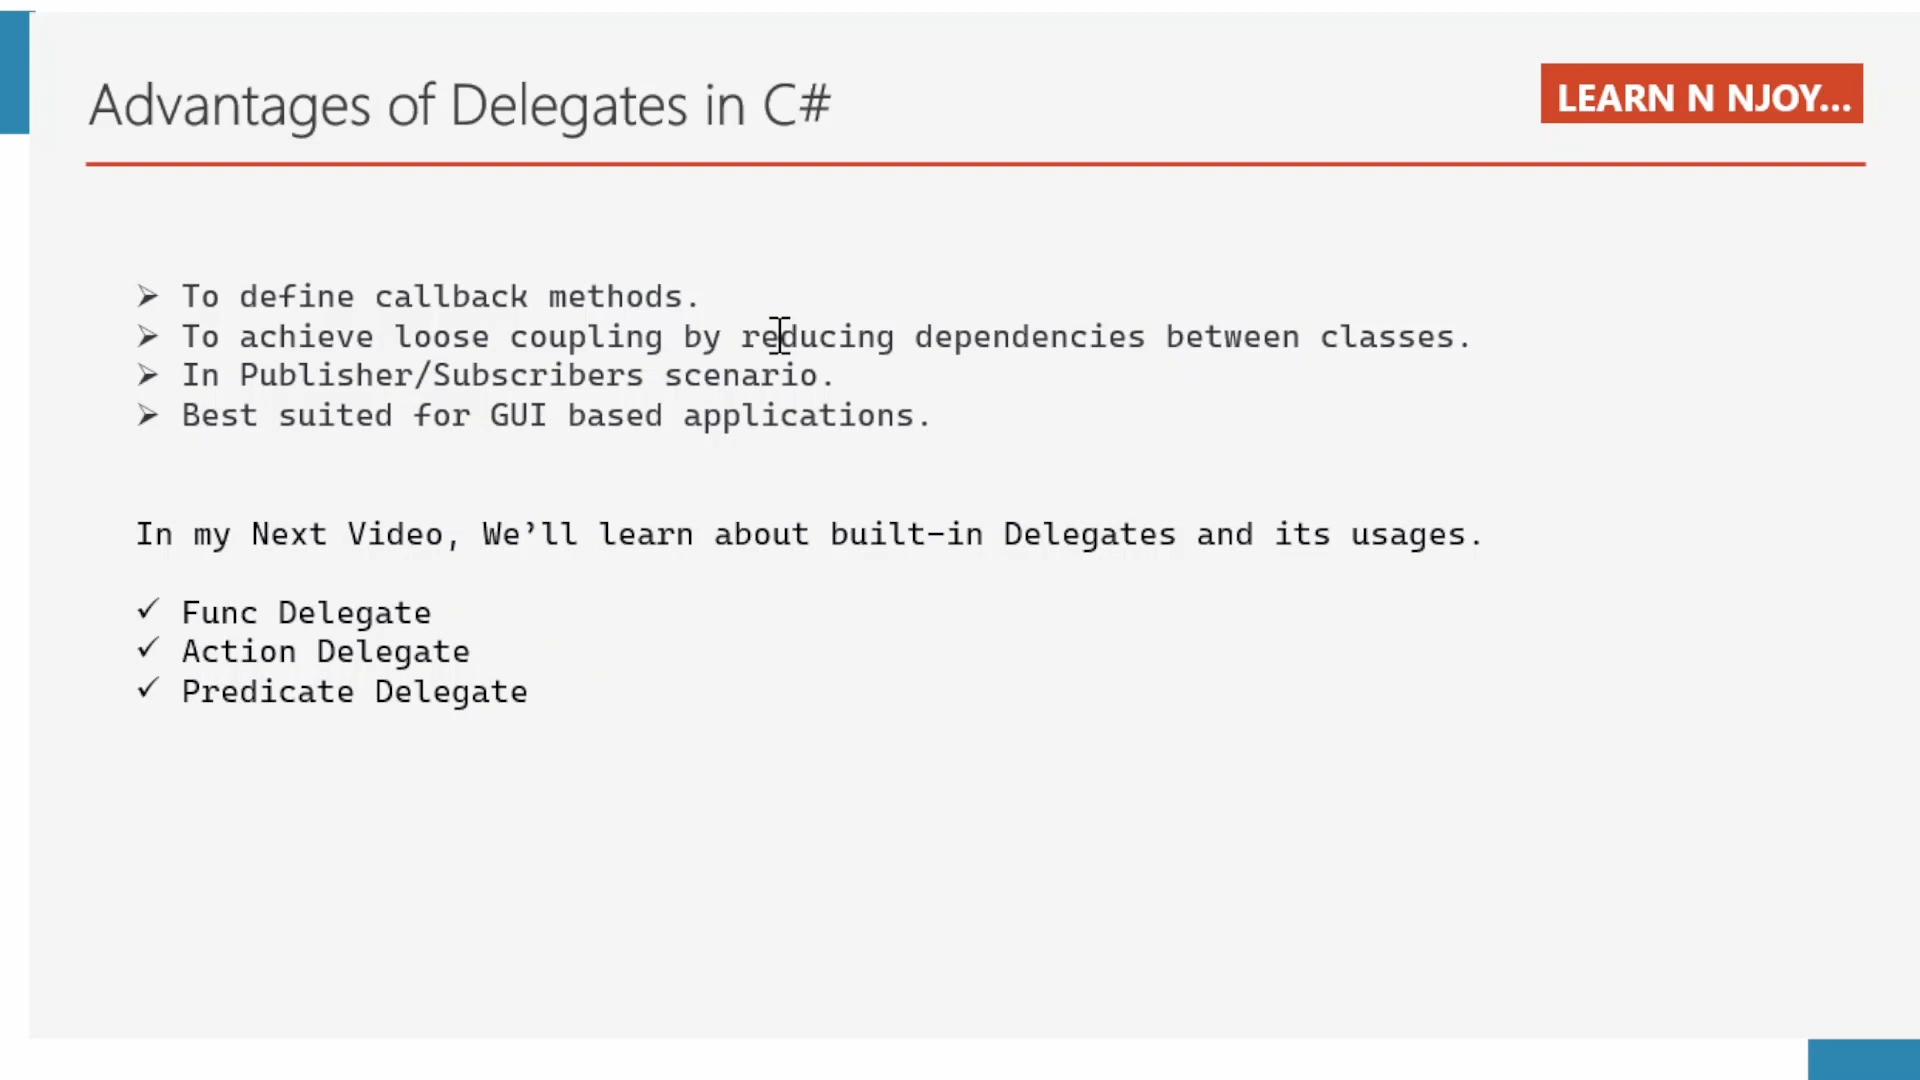 Advantages of Delegates in C#
LEARN N NJOY...
➢ To define callback methods.
➢ To achieve loose coupling by reducing dependencies between classes.
➢ In Publisher/Subscribers scenario.
➢ Best suited for GUI based applications.
In my Next Video, We’ll learn about built-in Delegates and its usages.
✓ Func Delegate
✓ Action Delegate
✓ Predicate Delegate